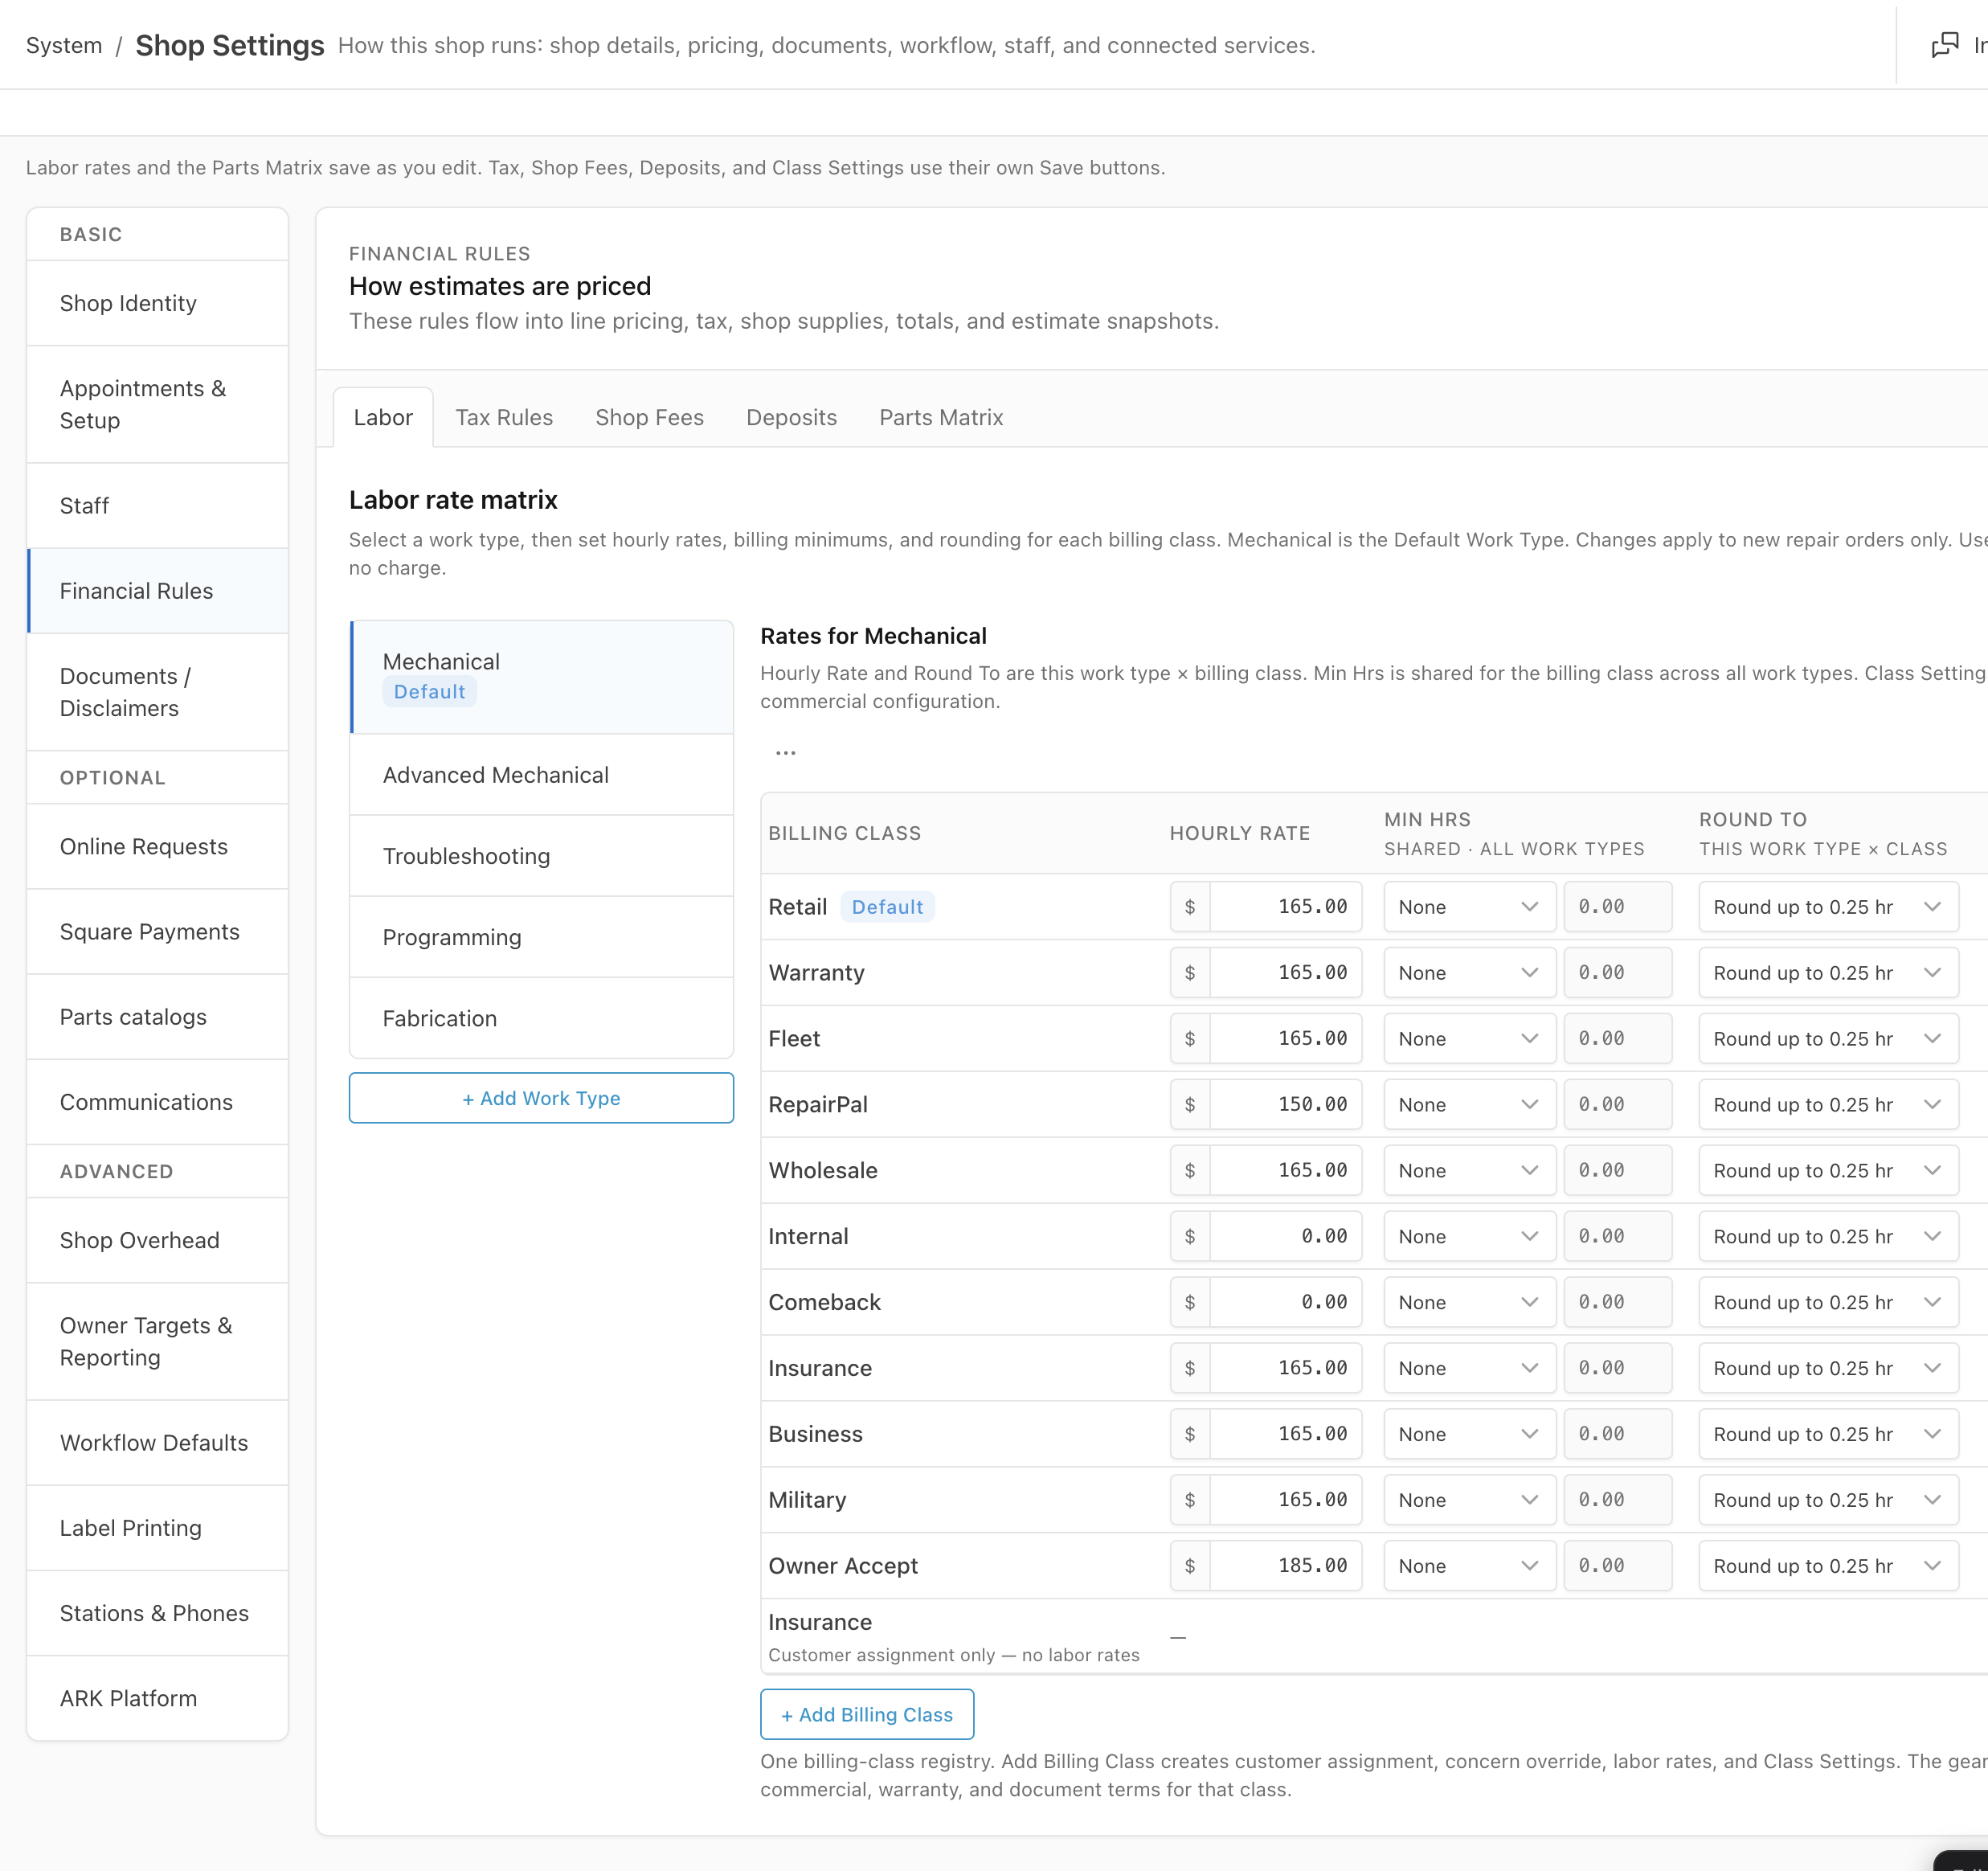 System / Shop Settings How this shop runs: shop details, pricing, documents, workflow, staff, and connected services.
Labor rates and the Parts Matrix save as you edit. Tax, Shop Fees, Deposits, and Class Settings use their own Save buttons.
BASIC
Shop Identity
Appointments &
Setup
Staff
Financial Rules
Documents /
Disclaimers
OPTIONAL
Online Requests
Square Payments
Parts catalogs
Communications
ADVANCED
Shop Overhead
Owner Targets &
Reporting
Workflow Defaults
Label Printing
Stations & Phones
ARK Platform
FINANCIAL RULES
How estimates are priced
These rules flow into line pricing, tax, shop supplies, totals, and estimate snapshots.
Labor Tax Rules Shop Fees Deposits Parts Matrix
Labor rate matrix
Select a work type, then set hourly rates, billing minimums, and rounding for each billing class. Mechanical is the Default Work Type. Changes apply to new repair orders only. Use
no charge.
Mechanical
Default
Advanced Mechanical
Troubleshooting
Programming
Fabrication
+ Add Work Type
Rates for Mechanical
Hourly Rate and Round To are this work type × billing class. Min Hrs is shared for the billing class across all work types. Class Setting
commercial configuration.
...
BILLING CLASS HOURLY RATE MIN HRS ROUND TO
SHARED · ALL WORK TYPES THIS WORK TYPE × CLASS
Retail Default $ 165.00 None 0.00 Round up to 0.25 hr
Warranty $ 165.00 None 0.00 Round up to 0.25 hr
Fleet $ 165.00 None 0.00 Round up to 0.25 hr
RepairPal $ 150.00 None 0.00 Round up to 0.25 hr
Wholesale $ 165.00 None 0.00 Round up to 0.25 hr
Internal $ 0.00 None 0.00 Round up to 0.25 hr
Comeback $ 0.00 None 0.00 Round up to 0.25 hr
Insurance $ 165.00 None 0.00 Round up to 0.25 hr
Business $ 165.00 None 0.00 Round up to 0.25 hr
Military $ 165.00 None 0.00 Round up to 0.25 hr
Owner Accept $ 185.00 None 0.00 Round up to 0.25 hr
Insurance —
Customer assignment only — no labor rates
+ Add Billing Class
One billing-class registry. Add Billing Class creates customer assignment, concern override, labor rates, and Class Settings. The gear
commercial, warranty, and document terms for that class.